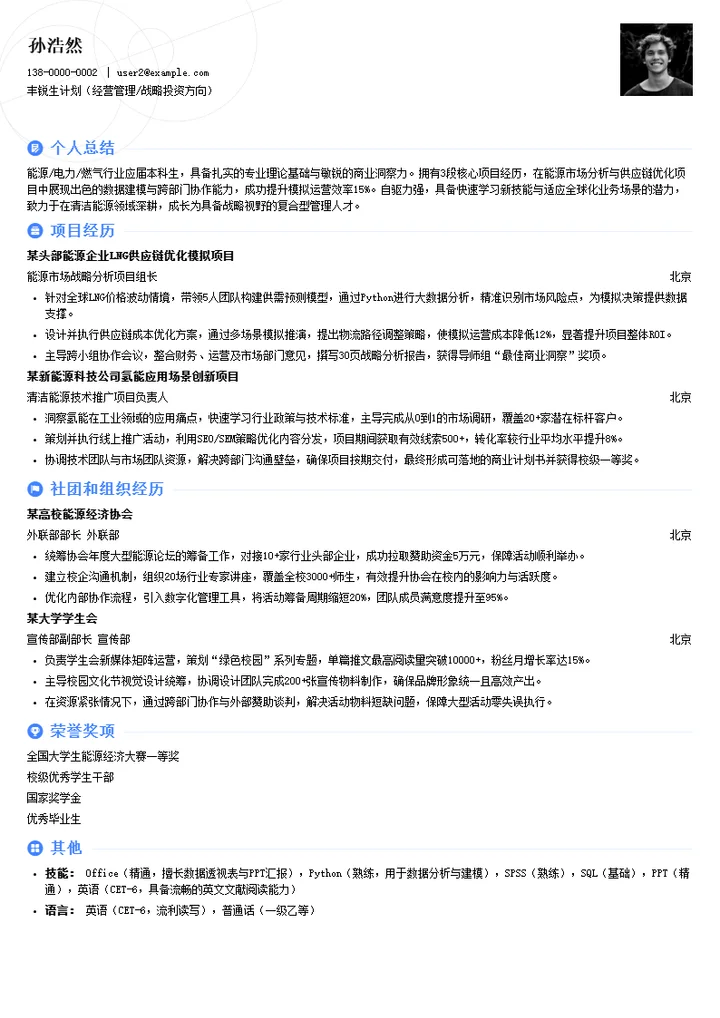 孙浩然
138-0000-0002 | user2@example.com
丰锐生计划（经营管理/战略投资方向）
个人总结
能源/电力/燃气行业应届本科生，具备扎实的专业理论基础与敏锐的商业洞察力。拥有3段核心项目经历，在能源市场分析与供应链优化项
目中展现出色的数据建模与跨部门协作能力，成功提升模拟运营效率15%。自驱力强，具备快速学习新技能与适应全球化业务场景的潜力，
致力于在清洁能源领域深耕，成长为具备战略视野的复合型管理人才。
项目经历
某头部能源企业LNG供应链优化模拟项目
能源市场战略分析项目组长 北京
• 针对全球LNG价格波动情境，带领5人团队构建供需预测模型，通过Python进行大数据分析，精准识别市场风险点，为模拟决策提供数据
支撑。
• 设计并执行供应链成本优化方案，通过多场景模拟推演，提出物流路径调整策略，使模拟运营成本降低12%，显著提升项目整体ROI。
• 主导跨小组协作会议，整合财务、运营及市场部门意见，撰写30页战略分析报告，获得导师组“最佳商业洞察”奖项。
某新能源科技公司氢能应用场景创新项目
清洁能源技术推广项目负责人 北京
• 洞察氢能在工业领域的应用痛点，快速学习行业政策与技术标准，主导完成从0到1的市场调研，覆盖20+家潜在标杆客户。
• 策划并执行线上推广活动，利用SEO/SEM策略优化内容分发，项目期间获取有效线索500+，转化率较行业平均水平提升8%。
• 协调技术团队与市场团队资源，解决跨部门沟通壁垒，确保项目按期交付，最终形成可落地的商业计划书并获得校级一等奖。
社团和组织经历
某高校能源经济协会
外联部部长 外联部 北京
• 统筹协会年度大型能源论坛的筹备工作，对接10+家行业头部企业，成功拉取赞助资金5万元，保障活动顺利举办。
• 建立校企沟通机制，组织20场行业专家讲座，覆盖全校3000+师生，有效提升协会在校内的影响力与活跃度。
• 优化内部协作流程，引入数字化管理工具，将活动筹备周期缩短20%，团队成员满意度提升至95%。
某大学学生会
宣传部副部长 宣传部 北京
• 负责学生会新媒体矩阵运营，策划“绿色校园”系列专题，单篇推文最高阅读量突破10000+，粉丝月增长率达15%。
• 主导校园文化节视觉设计统筹，协调设计团队完成200+张宣传物料制作，确保品牌形象统一且高效产出。
• 在资源紧张情况下，通过跨部门协作与外部赞助谈判，解决活动物料短缺问题，保障大型活动零失误执行。
荣誉奖项
全国大学生能源经济大赛一等奖
校级优秀学生干部
国家奖学金
优秀毕业生
其他
• 技能： Office（精通，擅长数据透视表与PPT汇报），Python（熟练，用于数据分析与建模），SPSS（熟练），SQL（基础），PPT（精
通），英语（CET-6，具备流畅的英文文献阅读能力）
• 语言： 英语（CET-6，流利读写），普通话（一级乙等）